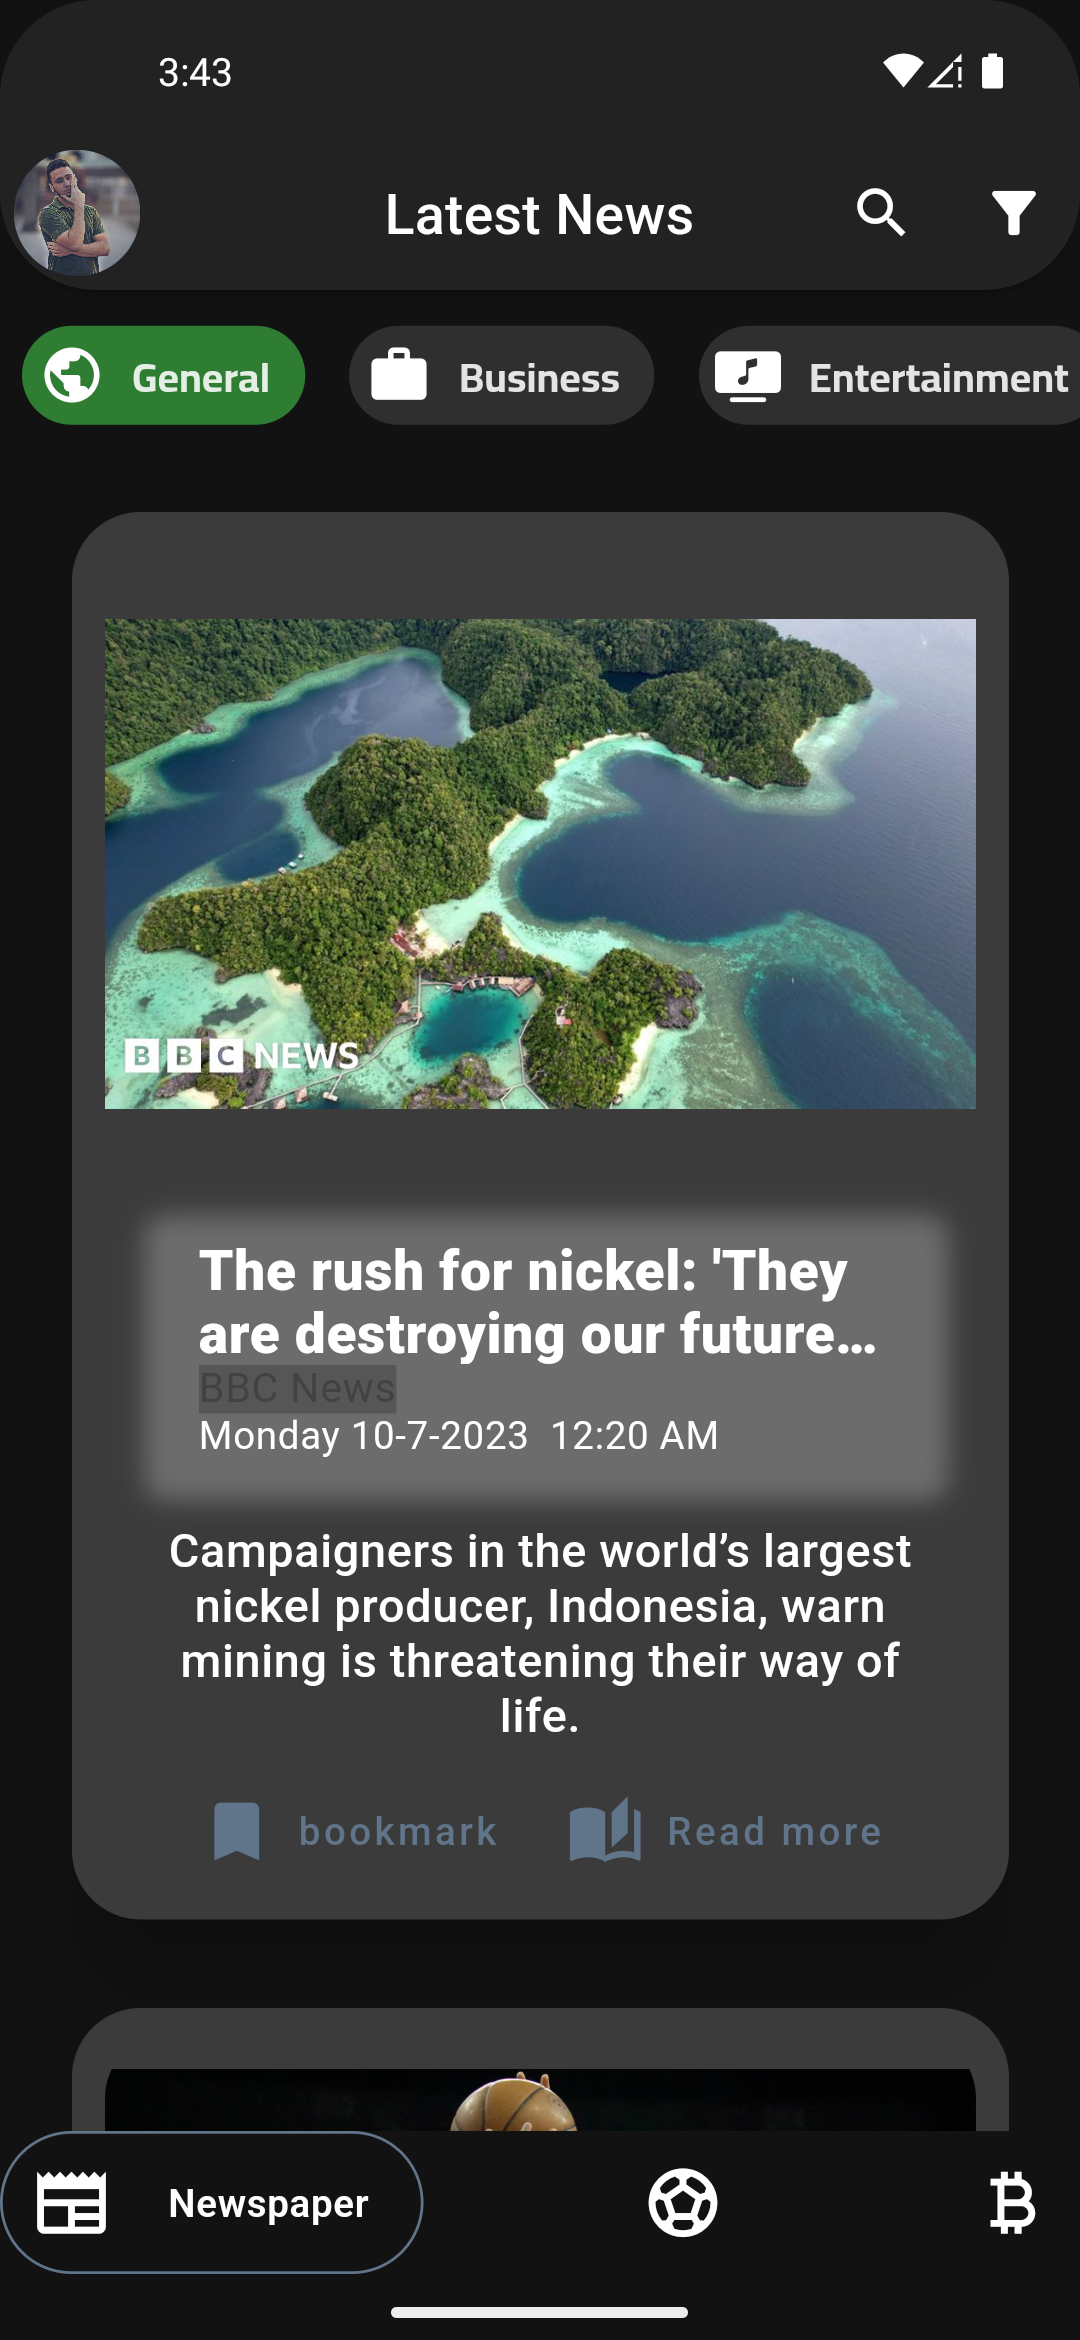 3:43
Latest News
General
Business
Entertainment
BBC NEWS
The rush for nickel: 'They
are destroying our future...
BBC News
Monday 10-7-2023  12:20 AM
Campaigners in the world’s largest
nickel producer, Indonesia, warn
mining is threatening their way of
life.
bookmark
Read more
Newspaper